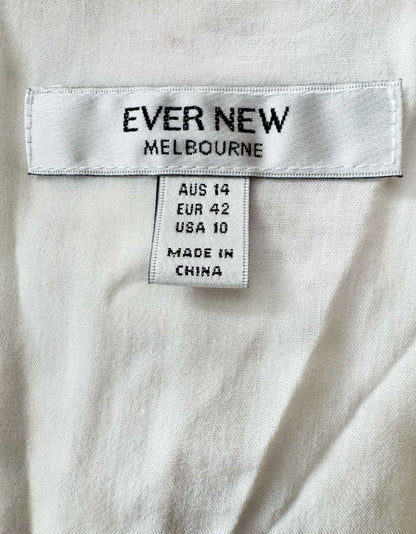 EVER NEW
MELBOURNE
AUS 14
EUR 42
USA 10
MADE IN
CHINA